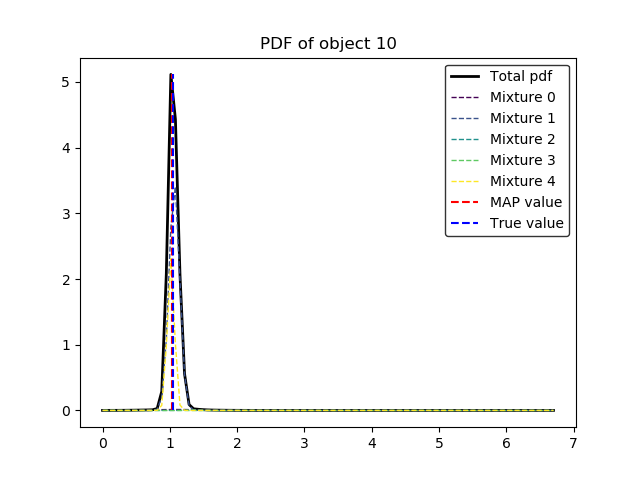 PDF of object 10
Total pdf
Mixture 0
Mixture 1
Mixture 2
Mixture 3
Mixture 4
MAP value
True value
5
4
3
2
1
0
0 1 2 3 4 5 6 7